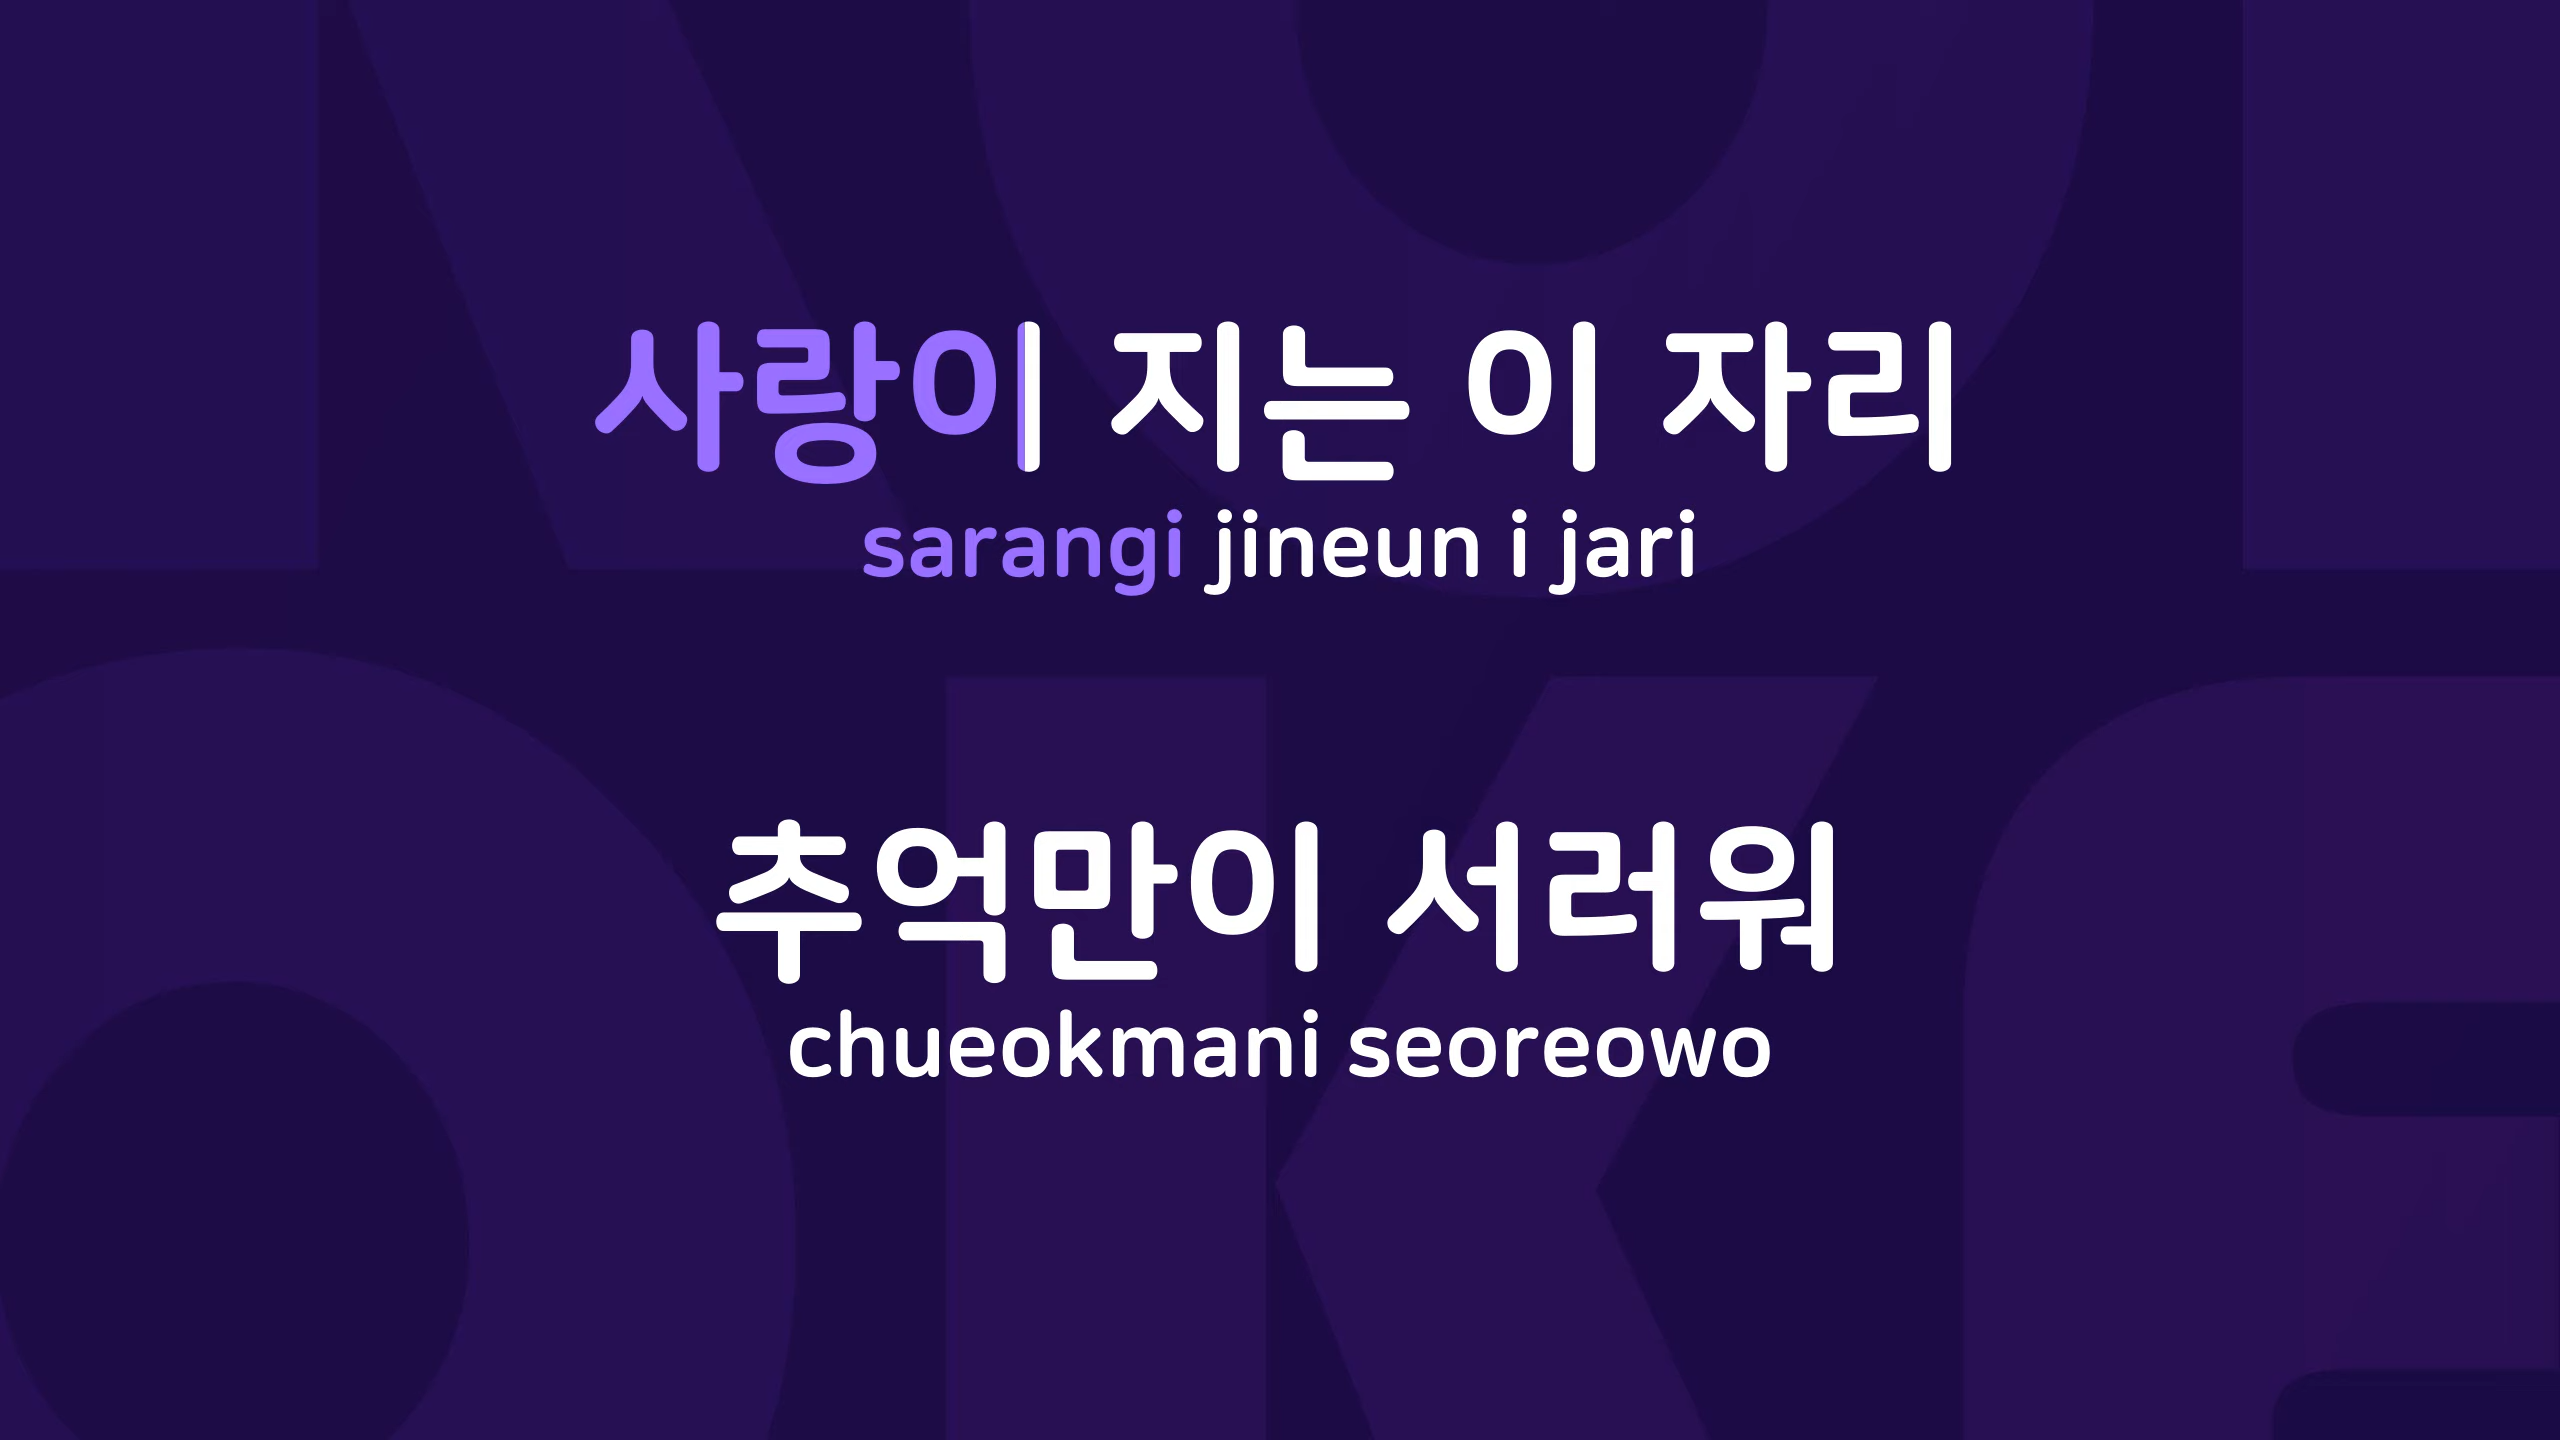 사랑이 지는 이 자리
sarangi jineun i jari
추억만이 서러워
chueokmani seoreowo